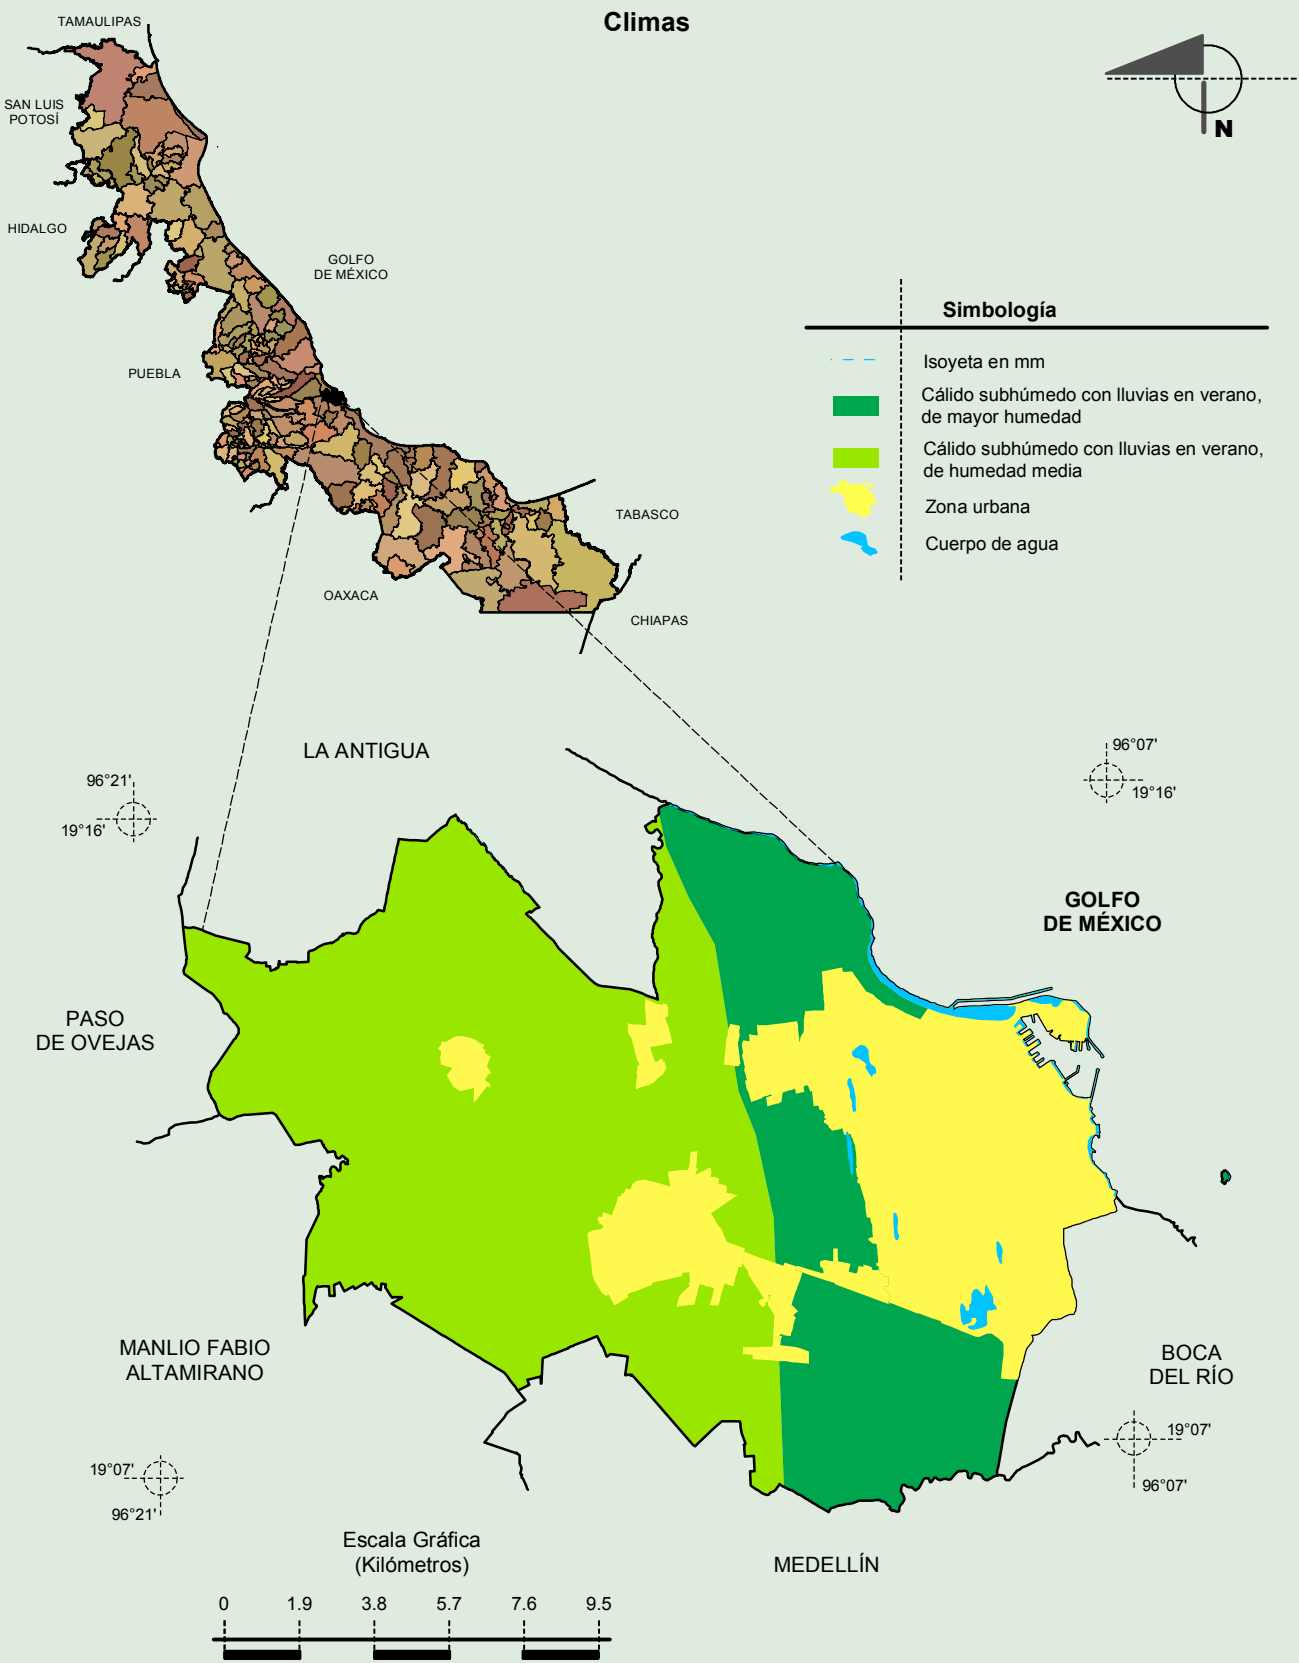 Climas
TAMAULIPAS
SAN LUIS
POTOSÍ
HIDALGO
GOLFO
DE MÉXICO
PUEBLA
TABASCO
OAXACA
CHIAPAS
N
Simbología
Isoyeta en mm
Cálido subhúmedo con lluvias en verano,
de mayor humedad
Cálido subhúmedo con lluvias en verano,
de humedad media
Zona urbana
Cuerpo de agua
LA ANTIGUA
96°21'
19°16'
96°07'
19°16'
GOLFO
DE MÉXICO
PASO
DE OVEJAS
MANLIO FABIO
ALTAMIRANO
BOCA
DEL RÍO
19°07'
96°21'
19°07'
96°07'
MEDELLÍN
Escala Gráfica
(Kilómetros)
0 1.9 3.8 5.7 7.6 9.5